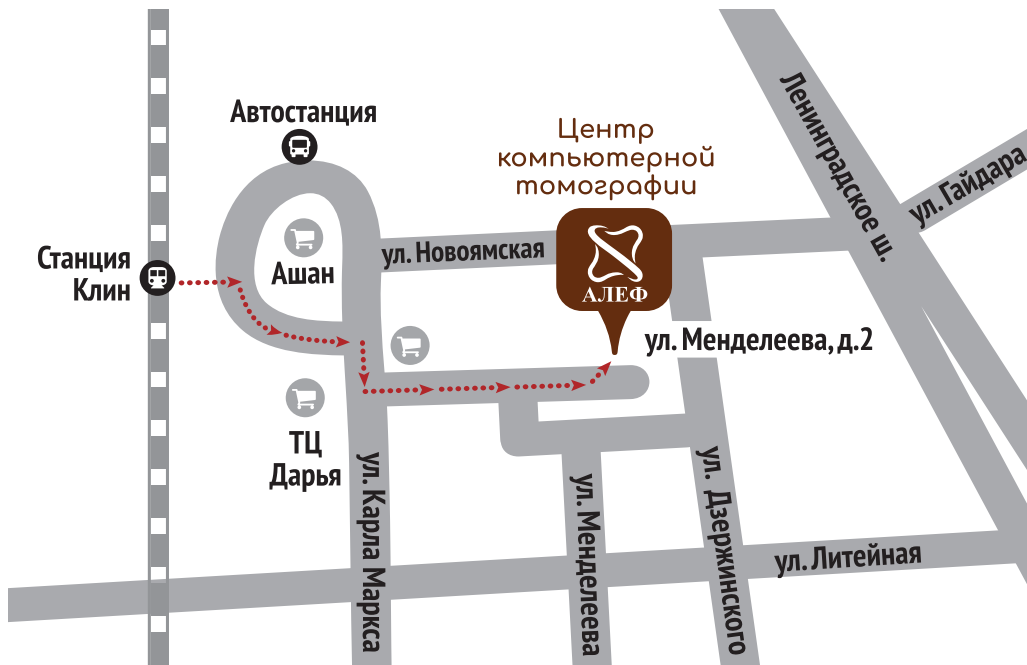 Автостанция
Центр
компьютерной
томографии
Ленинградское ш.
ул. Гайдара
Станция
Клин
Ашан
ул. Новоямская
АЛЕФ
ул. Менделеева, д.2
ТЦ
Дарья
ул. Карла Маркса
ул. Менделеева
ул. Дзержинского
ул. Литейная